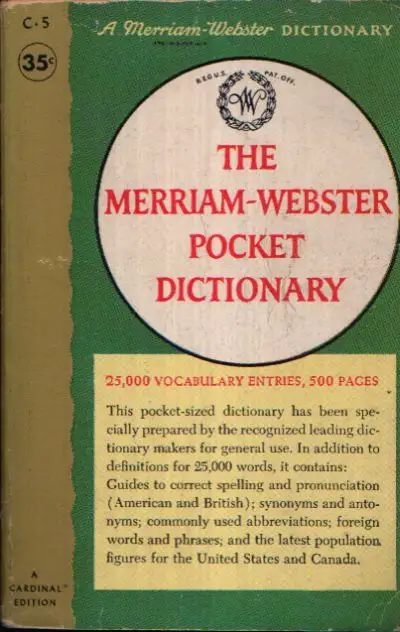 C·5
35¢
A Merriam-Webster DICTIONARY
REG. U.S. PAT. OFF.
W
THE
MERRIAM-WEBSTER
POCKET
DICTIONARY
25,000 VOCABULARY ENTRIES, 500 PAGES
This pocket-sized dictionary has been spe-
cially prepared by the recognized leading dic-
tionary makers for general use. In addition to
definitions for 25,000 words, it contains:
Guides to correct spelling and pronunciation
(American and British); synonyms and anto-
nyms; commonly used abbreviations; foreign
words and phrases; and the latest population
figures for the United States and Canada.
A
CARDINAL
EDITION